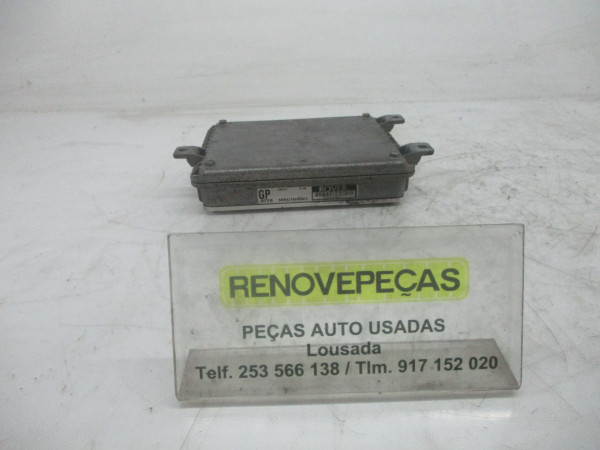 GP
ROVER
RENOVEPEÇAS
PEÇAS AUTO USADAS
Lousada
Telf. 253 566 138 / Tlm. 917 152 020